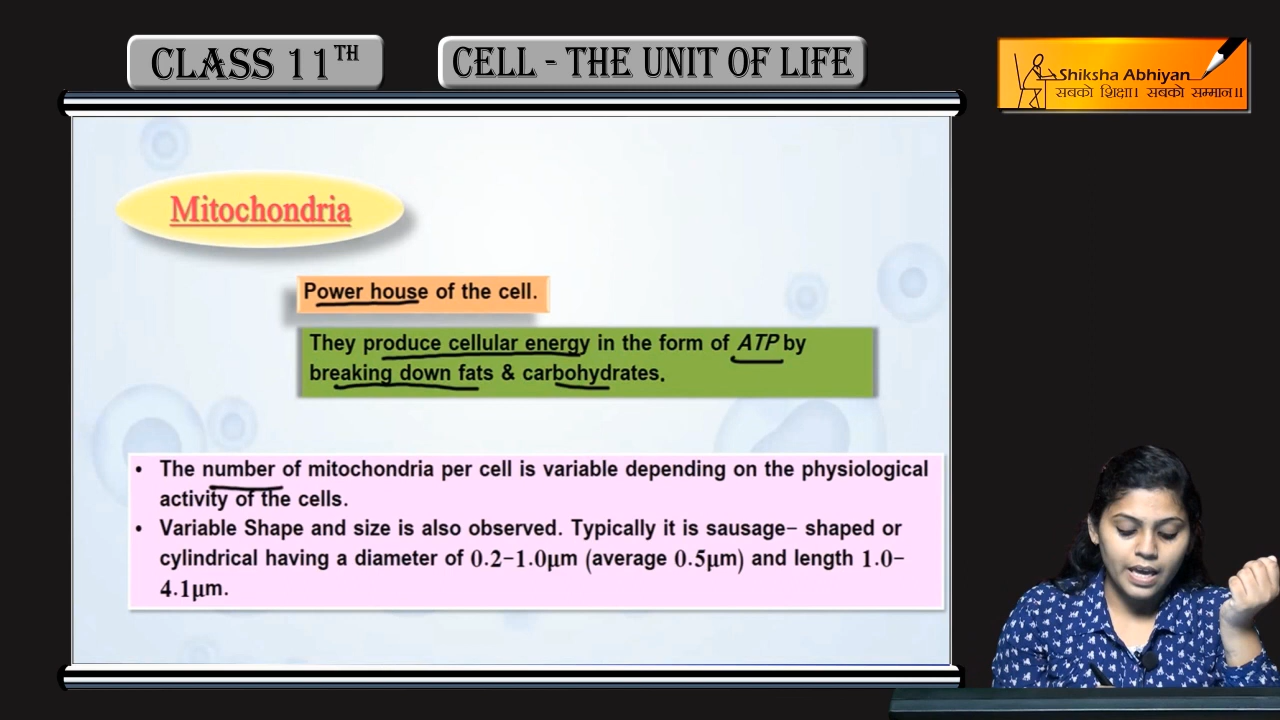 CLASS 11TH
CELL - THE UNIT OF LIFE
Shiksha Abhiyan
सबको शिक्षा। सबको सम्मान॥
Mitochondria
Power house of the cell.
They produce cellular energy in the form of ATP by
breaking down fats & carbohydrates.
• The number of mitochondria per cell is variable depending on the physiological
activity of the cells.
• Variable Shape and size is also observed. Typically it is sausage– shaped or
cylindrical having a diameter of 0.2–1.0μm (average 0.5μm) and length 1.0–
4.1μm.